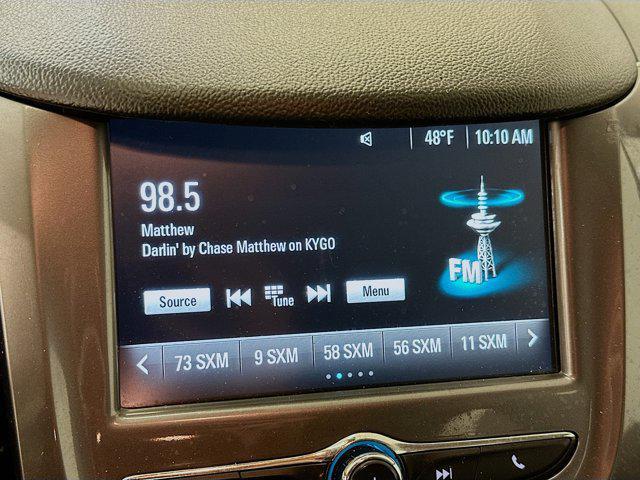 48°F 10:10 AM
98.5
Matthew
Darlin' by Chase Matthew on KYGO
FM
Source Tune Menu
73 SXM 9 SXM 58 SXM 56 SXM 11 SXM